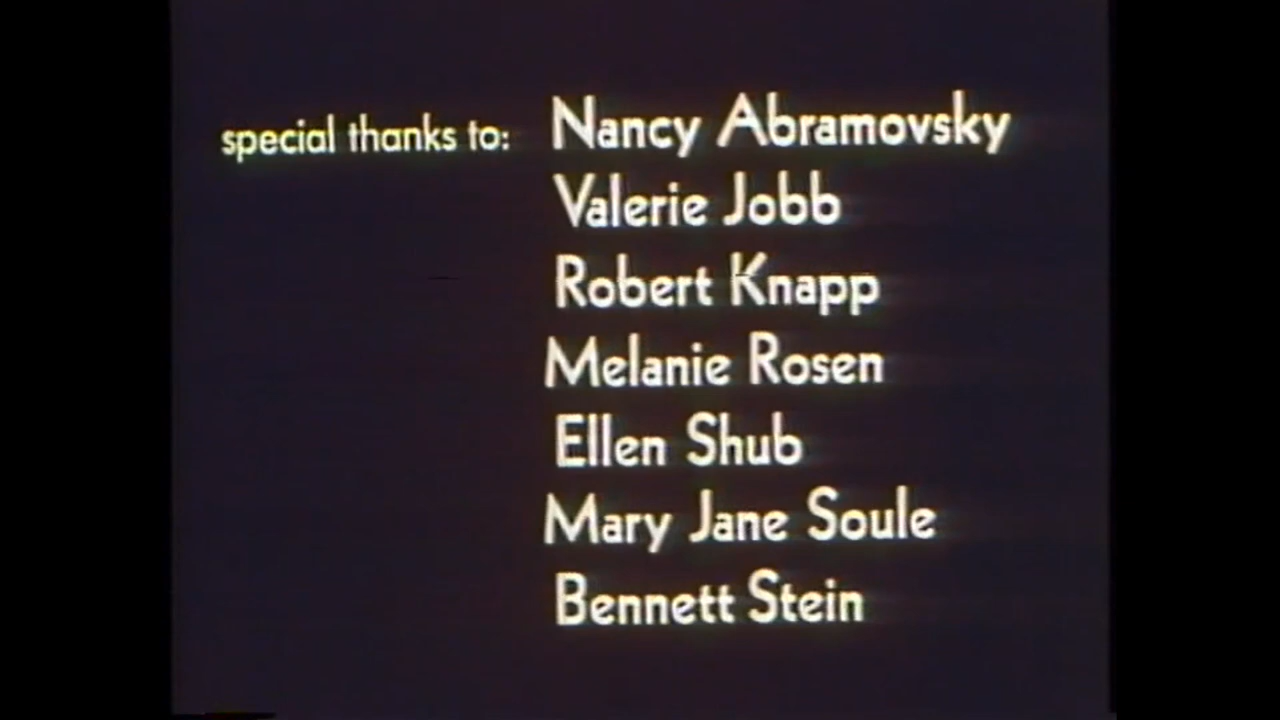 special thanks to: Nancy Abramovsky
Valerie Jobb
Robert Knapp
Melanie Rosen
Ellen Shub
Mary Jane Soule
Bennett Stein